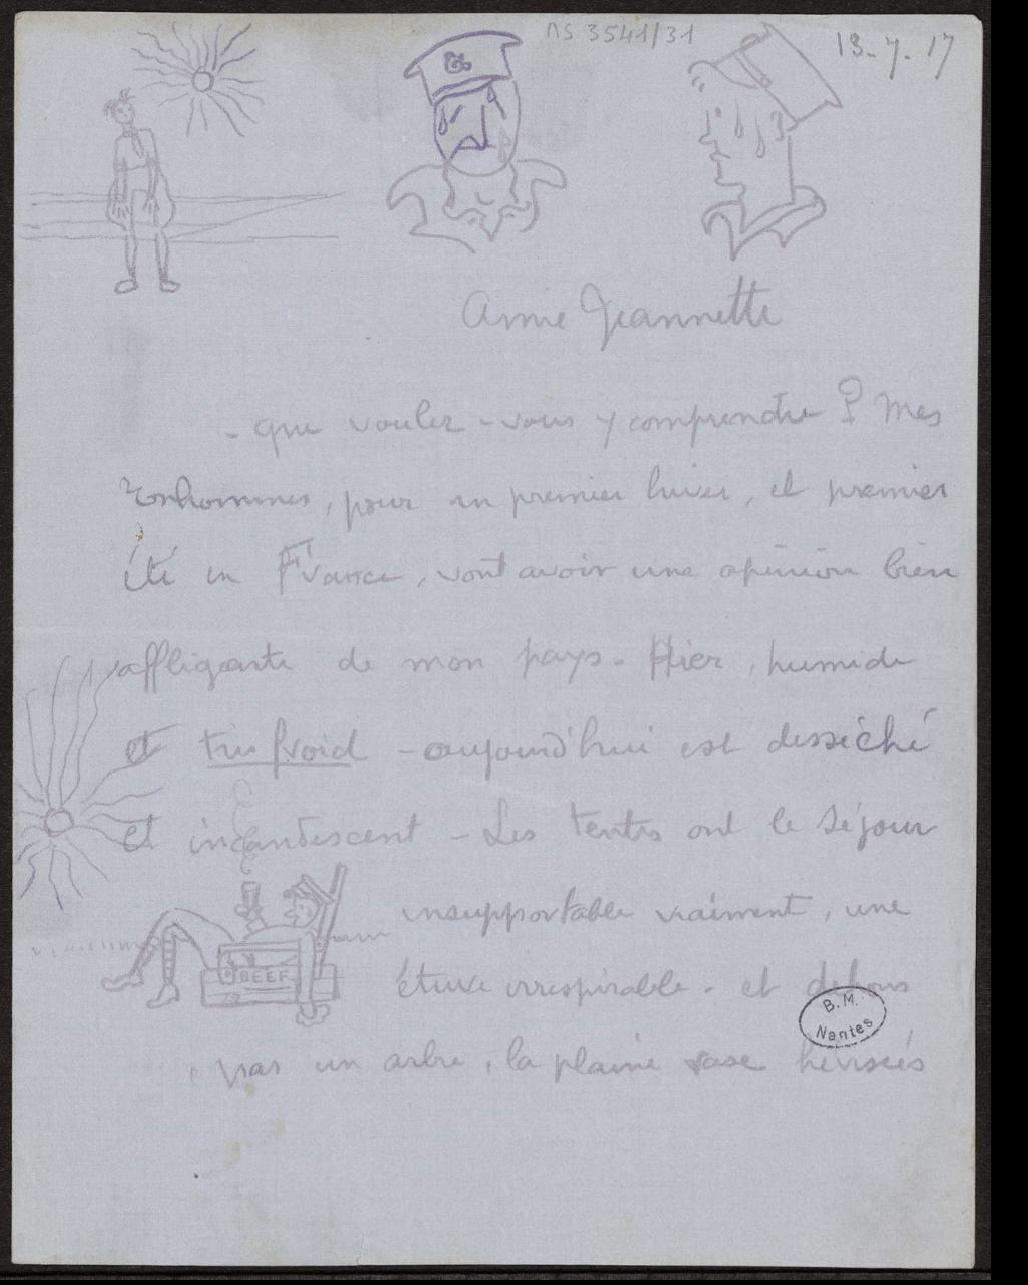 MS 3541/31
13-7-17
Amie Jeannette
- que voulez-vous y comprendre ? Mes
, pour un premier hiver, et premier
été en France, vont avoir une opinion bien
affligeante de mon pays. Hier, humide
et très froid - aujourd'hui est desséché
et incandescent - Les tentes ont le séjour
insupportable vraiment, une
BEEF
étuve irrespirable. et dehors
B. M.
Nantes
pas un arbre, la plaine rase hérissée